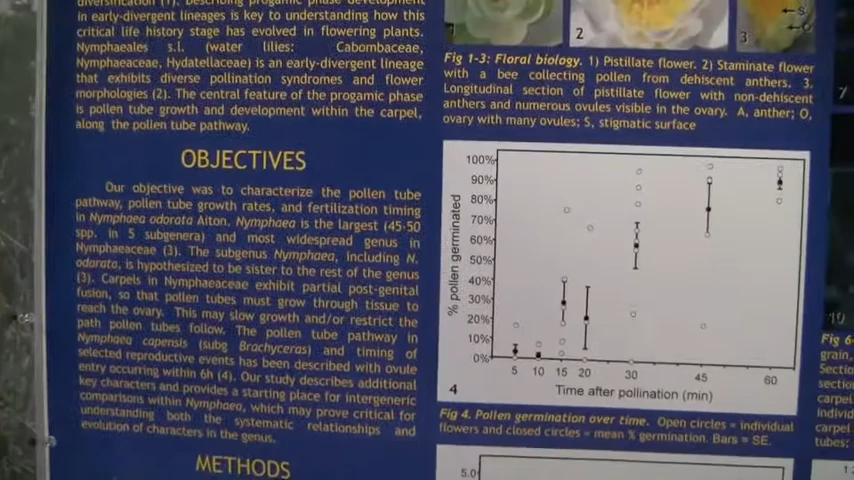 in early-divergent lineages is key to understanding how this
critical life history stage has evolved in flowering plants.
Nymphaeales s.l. (water lilies: Cabombaceae,
Nymphaeaceae, Hydatellaceae) is an early-divergent lineage
that exhibits diverse pollination syndromes and flower
morphologies (2). The central feature of the progamic phase
is pollen tube growth and development within the carpel,
along the pollen tube pathway.
OBJECTIVES
Our objective was to characterize the pollen tube
pathway, pollen tube growth rates, and fertilization timing
in Nymphaea odorata Aiton. Nymphaea is the largest (45-50
spp. in 5 subgenera) and most widespread genus in
Nymphaeaceae (3). The subgenus Nymphaea, including N.
odorata, is hypothesized to be sister to the rest of the genus
(3). Carpels in Nymphaeaceae exhibit partial post-genital
fusion, so that pollen tubes must grow through tissue to
reach the ovary. This may slow growth and/or restrict the
path pollen tubes follow. The pollen tube pathway in
Nymphaea capensis (subg Brachyceras) and timing of
selected reproductive events has been described with ovule
entry occurring within 6h (4). Our study describes additional
key characters and provides a starting place for intergeneric
comparisons within Nymphaea, which may prove critical for
understanding both the systematic relationships and
evolution of characters in the genus.
METHODS
1 2 3
S
O
Fig 1-3: Floral biology. 1) Pistillate flower. 2) Staminate flower
with a bee collecting pollen from dehiscent anthers. 3.
Longitudinal section of pistillate flower with non-dehiscent
anthers and numerous ovules visible in the ovary. A, anther; O,
ovary with many ovules; S, stigmatic surface
% pollen germinated
100%
90%
80%
70%
60%
50%
40%
30%
20%
10%
0%
5 10 15 20 30 45 60
Time after pollination (min)
4
Fig 4. Pollen germination over time. Open circles = individual
flowers and closed circles = mean % germination. Bars = SE.
5.0
7
10
Fig 6-
grain,
Sectio
section
carpel
individ
carpel
tubes;